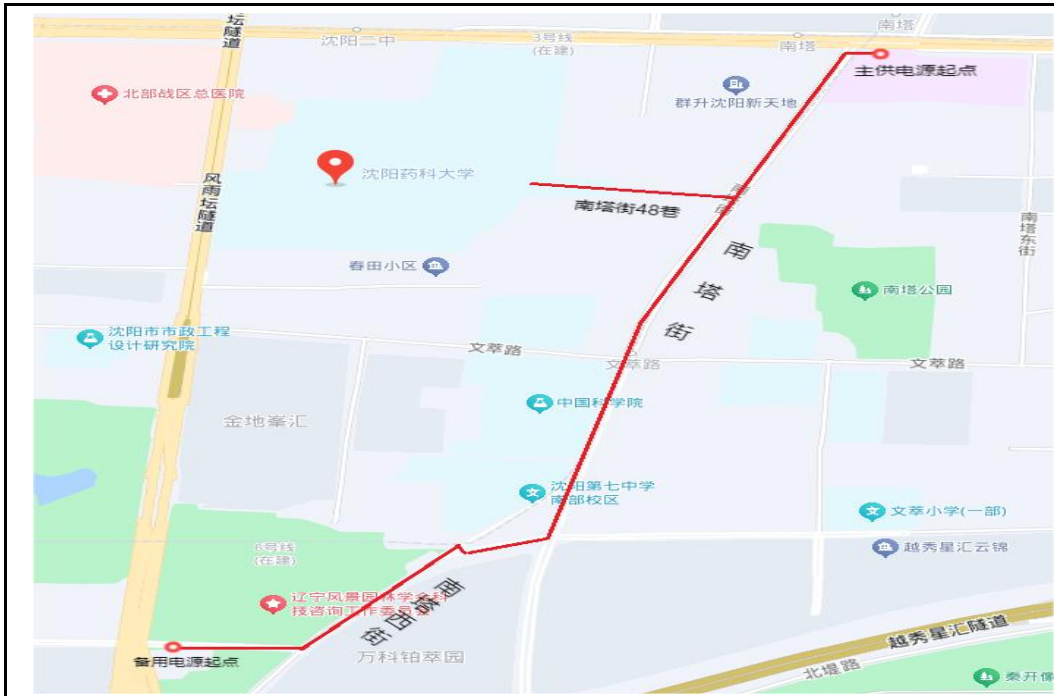 坛隧道
沈阳二中
3号线
(在建)
南塔
南塔
主供电源起点
北部战区总医院
群升沈阳新天地
沈阳药科大学
风雨坛隧道
南塔街48巷
南塔东街
南塔街
春田小区
南塔公园
沈阳市市政工程
设计研究院
文萃路
文萃路
文萃路
中国科学院
金地峯汇
沈阳第七中学
南部校区
文萃小学(一部)
6号线
(在建)
越秀星汇云锦
辽宁风景园林学会科
技咨询工作委员会
南塔西街
越秀星汇隧道
备用电源起点
万科铂萃园
北堤路
秦开像